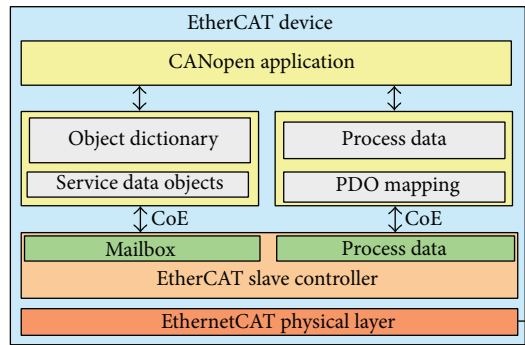 EtherCAT device
CANopen application
Object dictionary
Process data
Service data objects
PDO mapping
CoE
CoE
Mailbox
Process data
EtherCAT slave controller
EthernetCAT physical layer